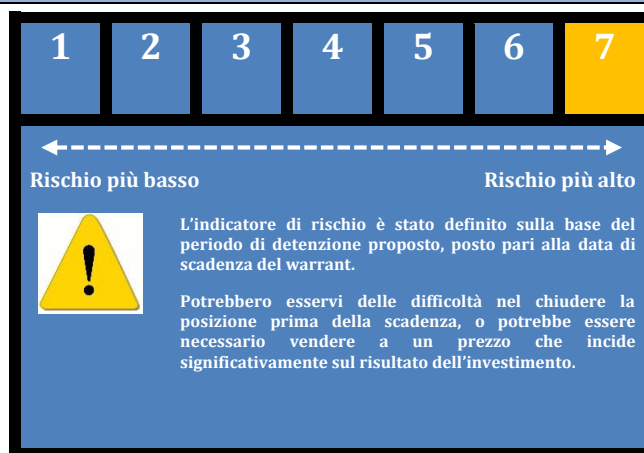 1 2 3 4 5 6 7
Rischio più basso Rischio più alto
L'indicatore di rischio è stato definito sulla base del
periodo di detenzione proposto, posto pari alla data di
scadenza del warrant.
Potrebbero esservi delle difficoltà nel chiudere la
posizione prima della scadenza, o potrebbe essere
necessario vendere a un prezzo che incide
significativamente sul risultato dell'investimento.